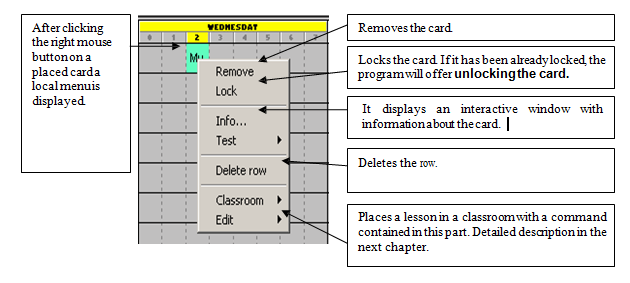 After clicking
the right mouse
button on a
placed card a
local menu is
displayed.
WEDNESDAT
0 1 2 3 4 5 6 7
Mu
Remove
Lock
Info...
Test
Delete row
Classroom
Edit
Removes the card.
Locks the card. If it has been already locked, the
program will offer unlocking the card.
It displays an interactive window with
information about the card.
Deletes the row.
Places a lesson in a classroom with a command
contained in this part. Detailed description in the
next chapter.